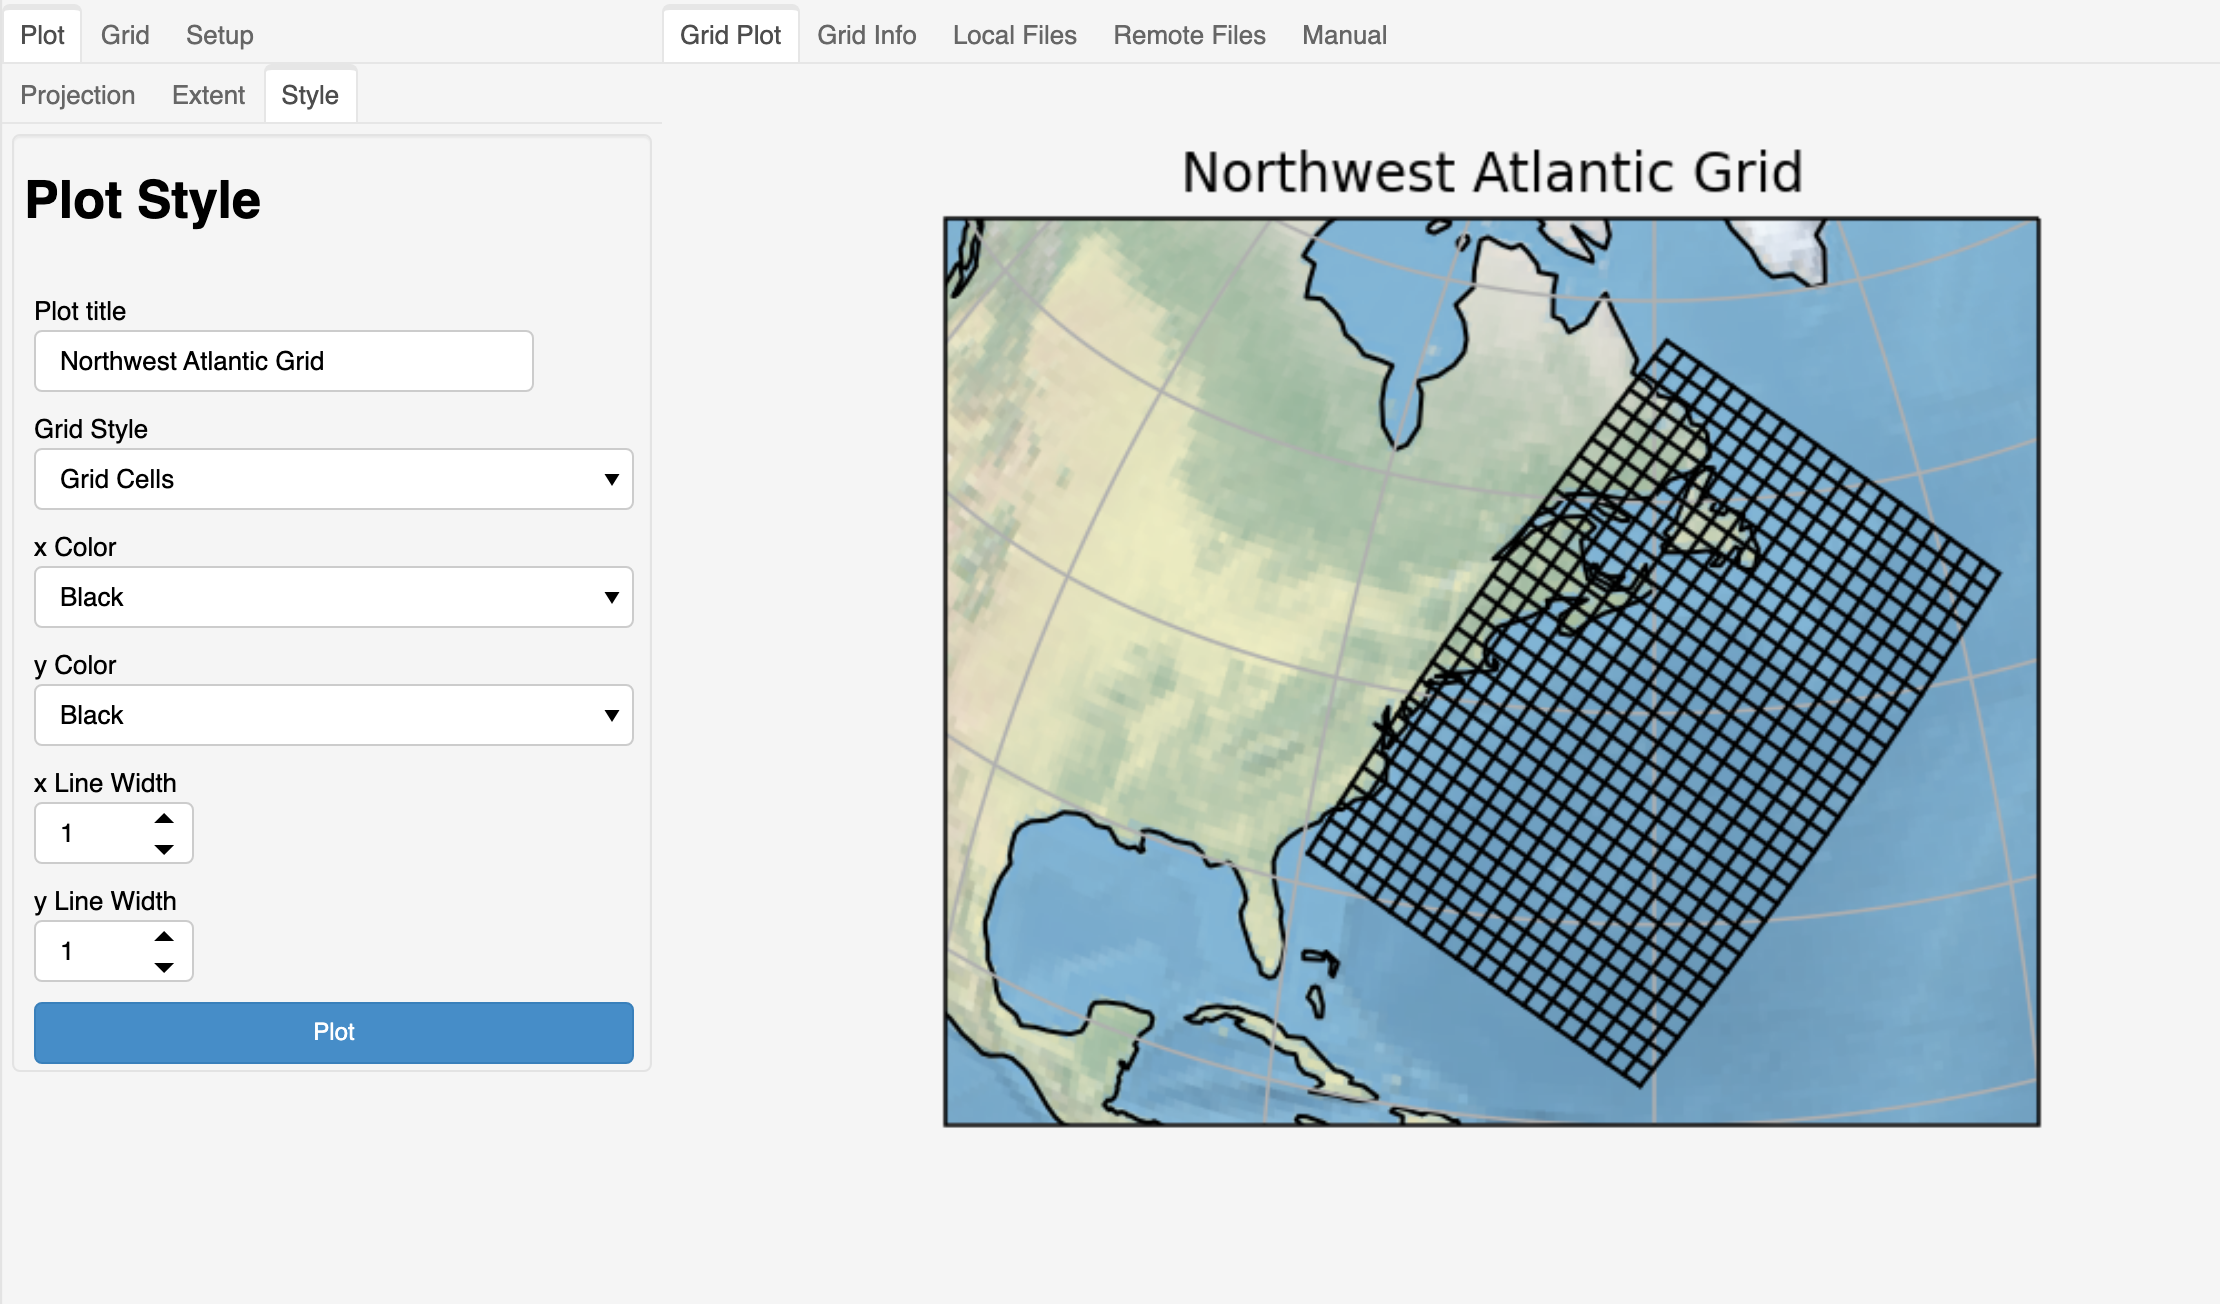 Plot Grid Setup
Grid Plot Grid Info Local Files Remote Files Manual
Projection Extent Style
Plot Style
Plot title
Northwest Atlantic Grid
Grid Style
Grid Cells
x Color
Black
y Color
Black
x Line Width
1
y Line Width
1
Plot
Northwest Atlantic Grid